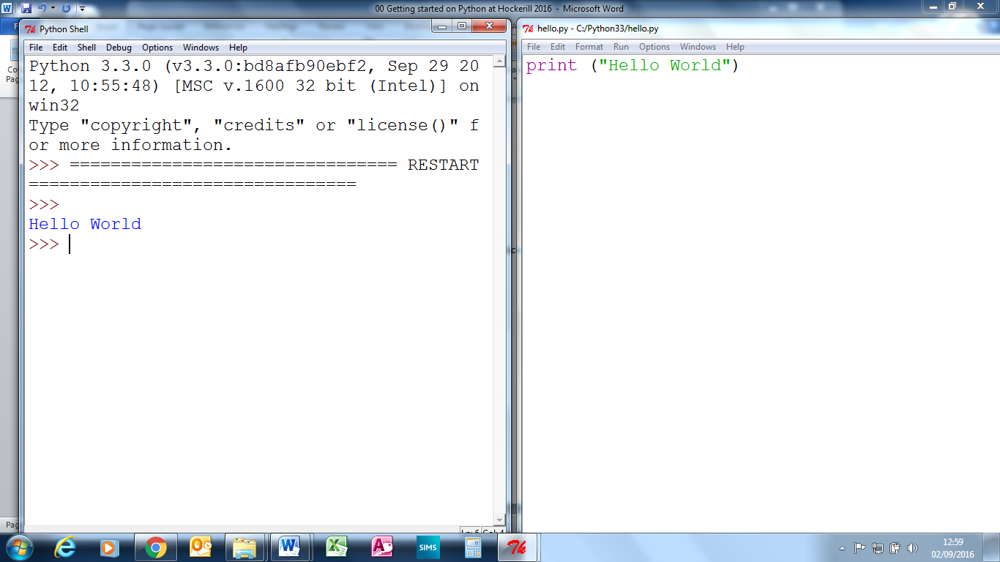 00 Getting started on Python at Hockerill 2016 - Microsoft Word
Python Shell
File Edit Shell Debug Options Windows Help
Python 3.3.0 (v3.3.0:bd8afb90ebf2, Sep 29 20
12, 10:55:48) [MSC v.1600 32 bit (Intel)] on
win32
Type "copyright", "credits" or "license()" f
or more information.
>>> ================================ RESTART
================================
>>>
Hello World
>>>
hello.py - C:/Python33/hello.py
File Edit Format Run Options Windows Help
print ("Hello World")
SIMS
12:59
02/09/2016